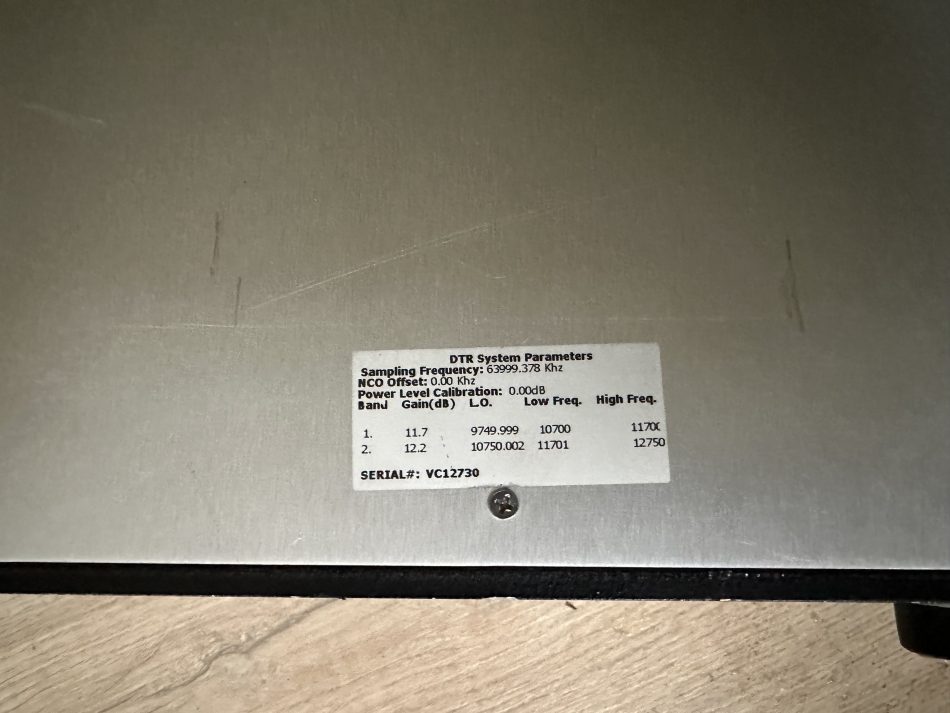 DTR System Parameters
Sampling Frequency: 63999.378 Khz
NCO Offset: 0.00 Khz
Power Level Calibration: 0.00dB
Band Gain(dB) L.O. Low Freq. High Freq.
1. 11.7 9749.999 10700 11700
2. 12.2 10750.002 11701 12750
SERIAL#: VC12730